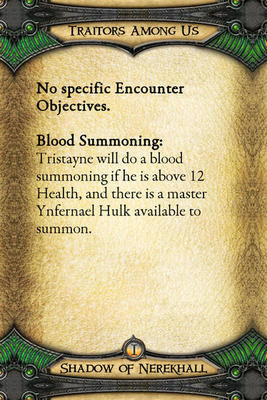 Traitors Among Us
No specific Encounter
Objectives.
Blood Summoning:
Tristayne will do a blood
summoning if he is above 12
Health, and there is a master
Ynfernael Hulk available to
summon.
1
Shadow of Nerekhall